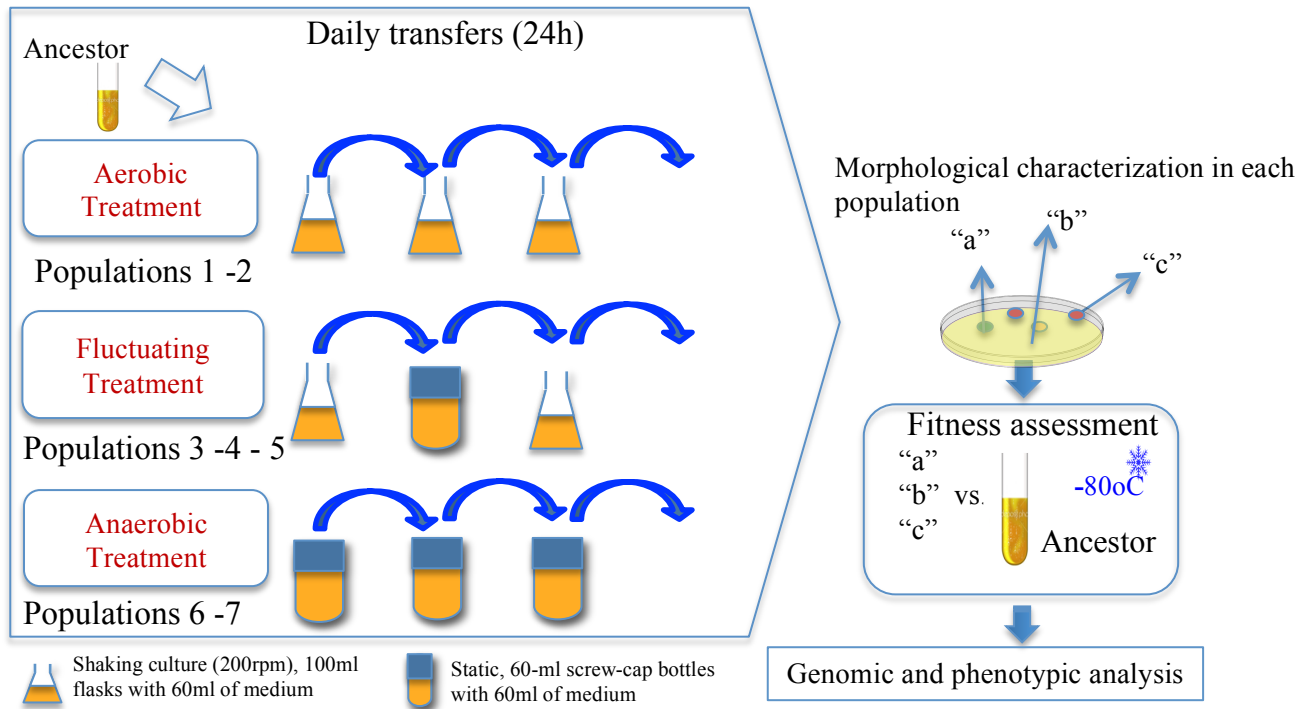 Daily transfers (24h)
Ancestor
Aerobic
Treatment
Populations 1 -2
Fluctuating
Treatment
Populations 3 -4 - 5
Anaerobic
Treatment
Populations 6 -7
Shaking culture (200rpm), 100ml
flasks with 60ml of medium
Static, 60-ml screw-cap bottles
with 60ml of medium
Morphological characterization in each
population
“a”
“b”
“c”
Fitness assessment
“a”
“b” vs.
“c”
-80oC
Ancestor
Genomic and phenotypic analysis